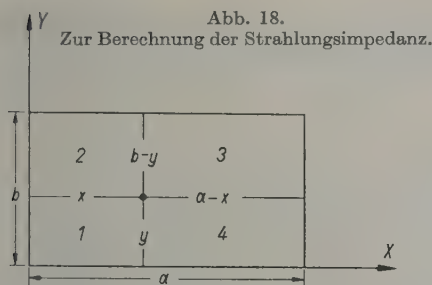 Abb. 18.
Zur Berechnung der Strahlungsimpedanz.
Y
2 b-y 3
b x a-x
1 y 4
X
a